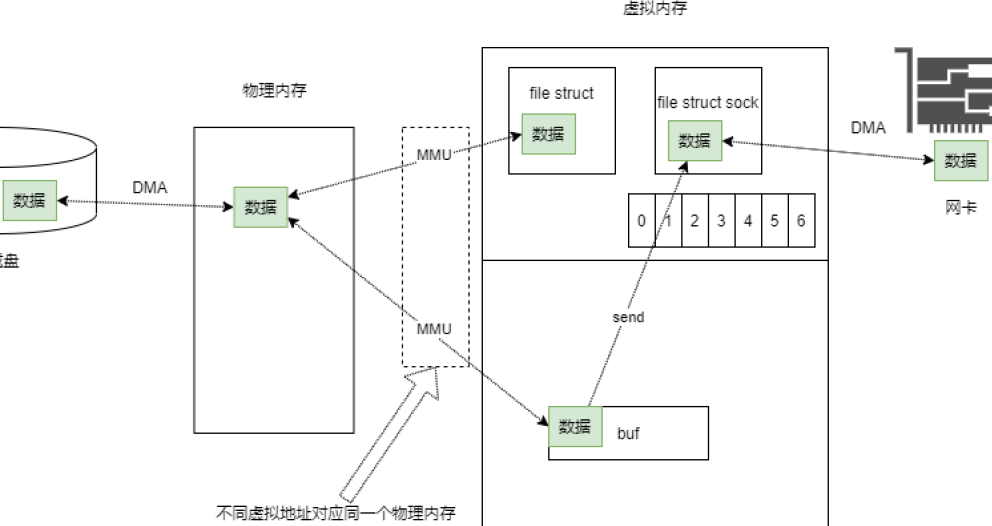 虚拟内存
物理内存
file struct
file struct sock
数据
数据
DMA
MMU
数据
DMA
数据
数据
网卡
0 1 2 3 4 5 6
盘
MMU
send
数据
buf
不同虚拟地址对应同一个物理内存